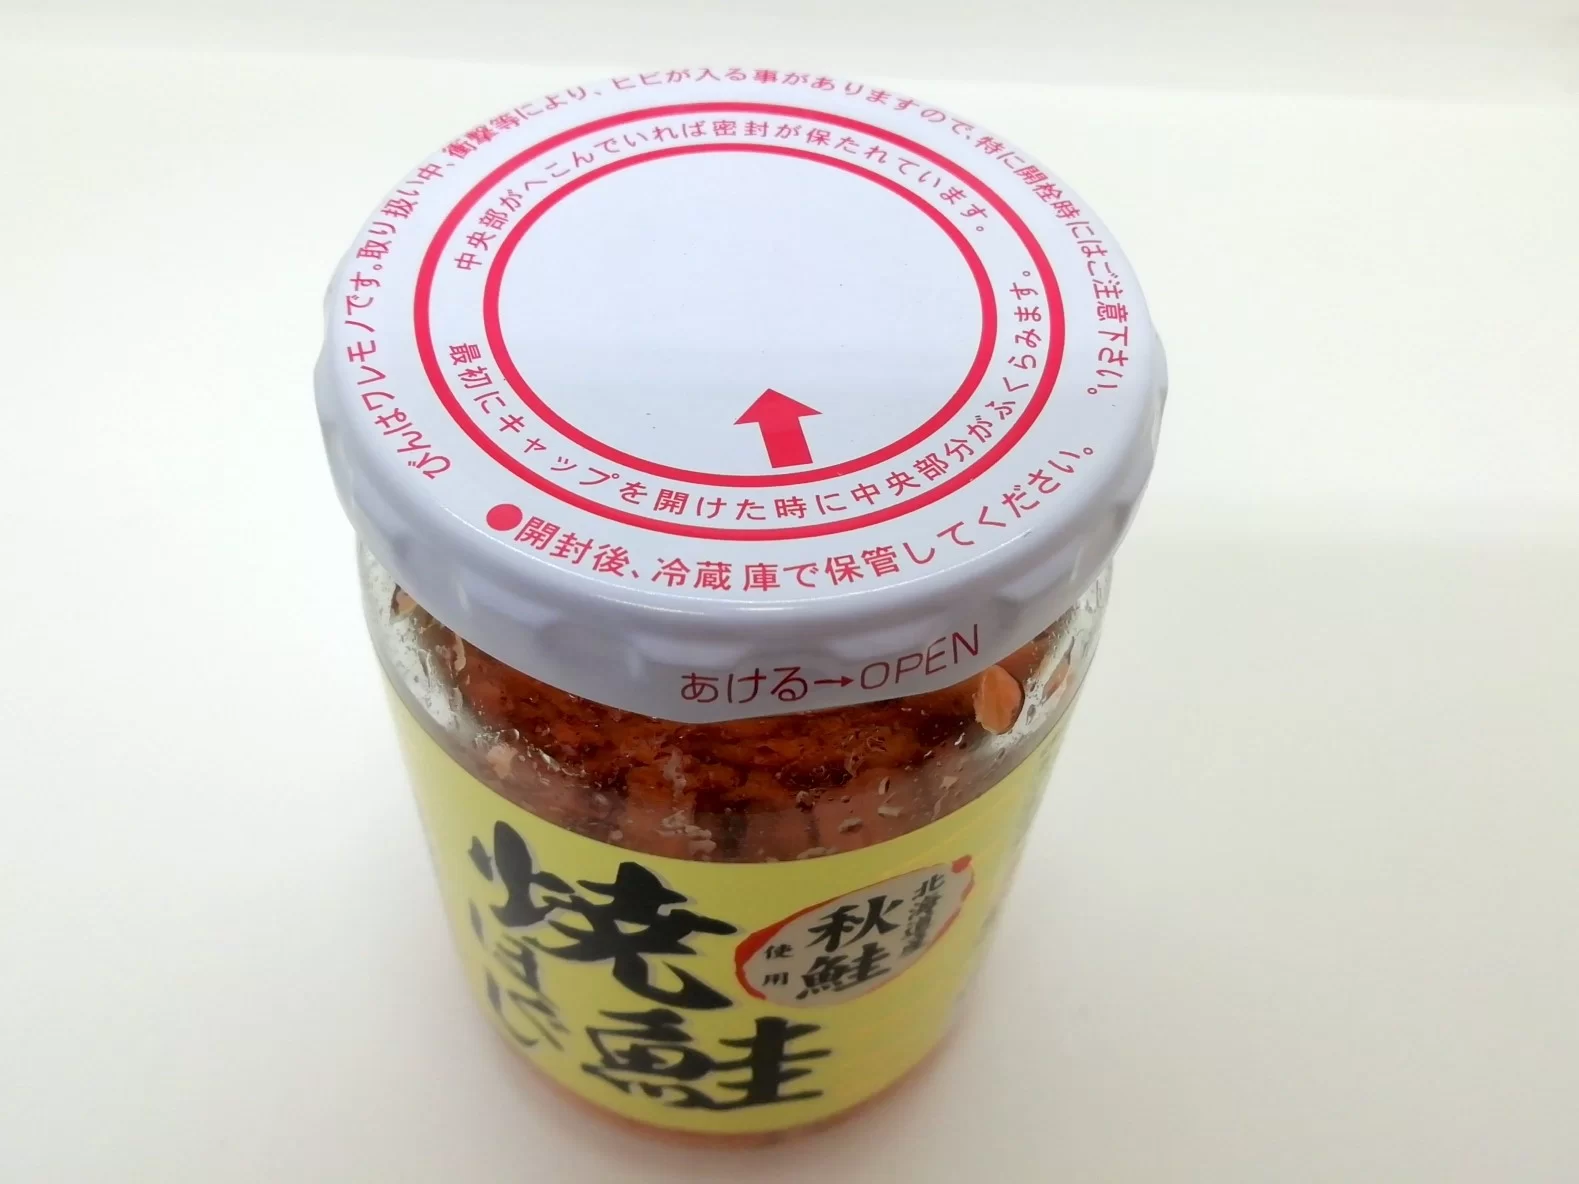 びんはワレモノです。取り扱い中、衝撃等により、ヒビが入る事がありますので、特に開栓時にはご注意下さい。
中央部がへこんでいれば密封が保たれています。
最初にキャップを開けた時に中央部分がふくらみます。
●開封後、冷蔵庫で保管してください。
あける→OPEN
焼鮭
ほぐし
北海道産
秋鮭
使用